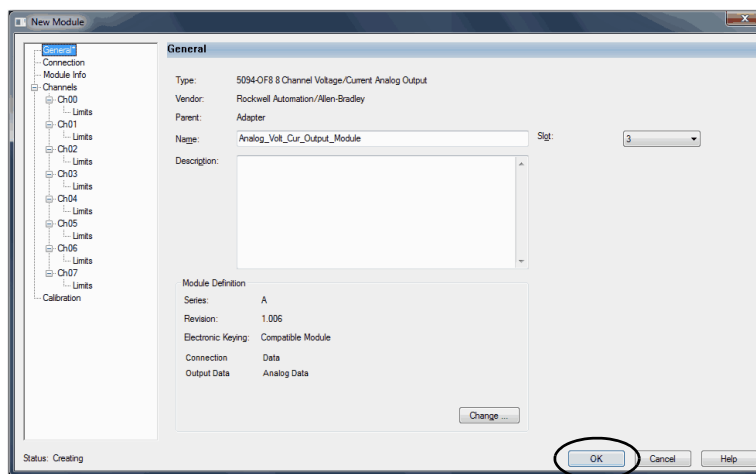 New Module
General*
Connection
Module Info
Channels
Ch00
Limits
Ch01
Limits
Ch02
Limits
Ch03
Limits
Ch04
Limits
Ch05
Limits
Ch06
Limits
Ch07
Limits
Calibration
General
Type: 5094-OF8 8 Channel Voltage/Current Analog Output
Vendor: Rockwell Automation/Allen-Bradley
Parent: Adapter
Name: Analog_Volt_Cur_Output_Module
Slot: 3
Description:
Module Definition
Series: A
Revision: 1.006
Electronic Keying: Compatible Module
Connection Data
Output Data Analog Data
Change ...
Status: Creating
OK Cancel Help